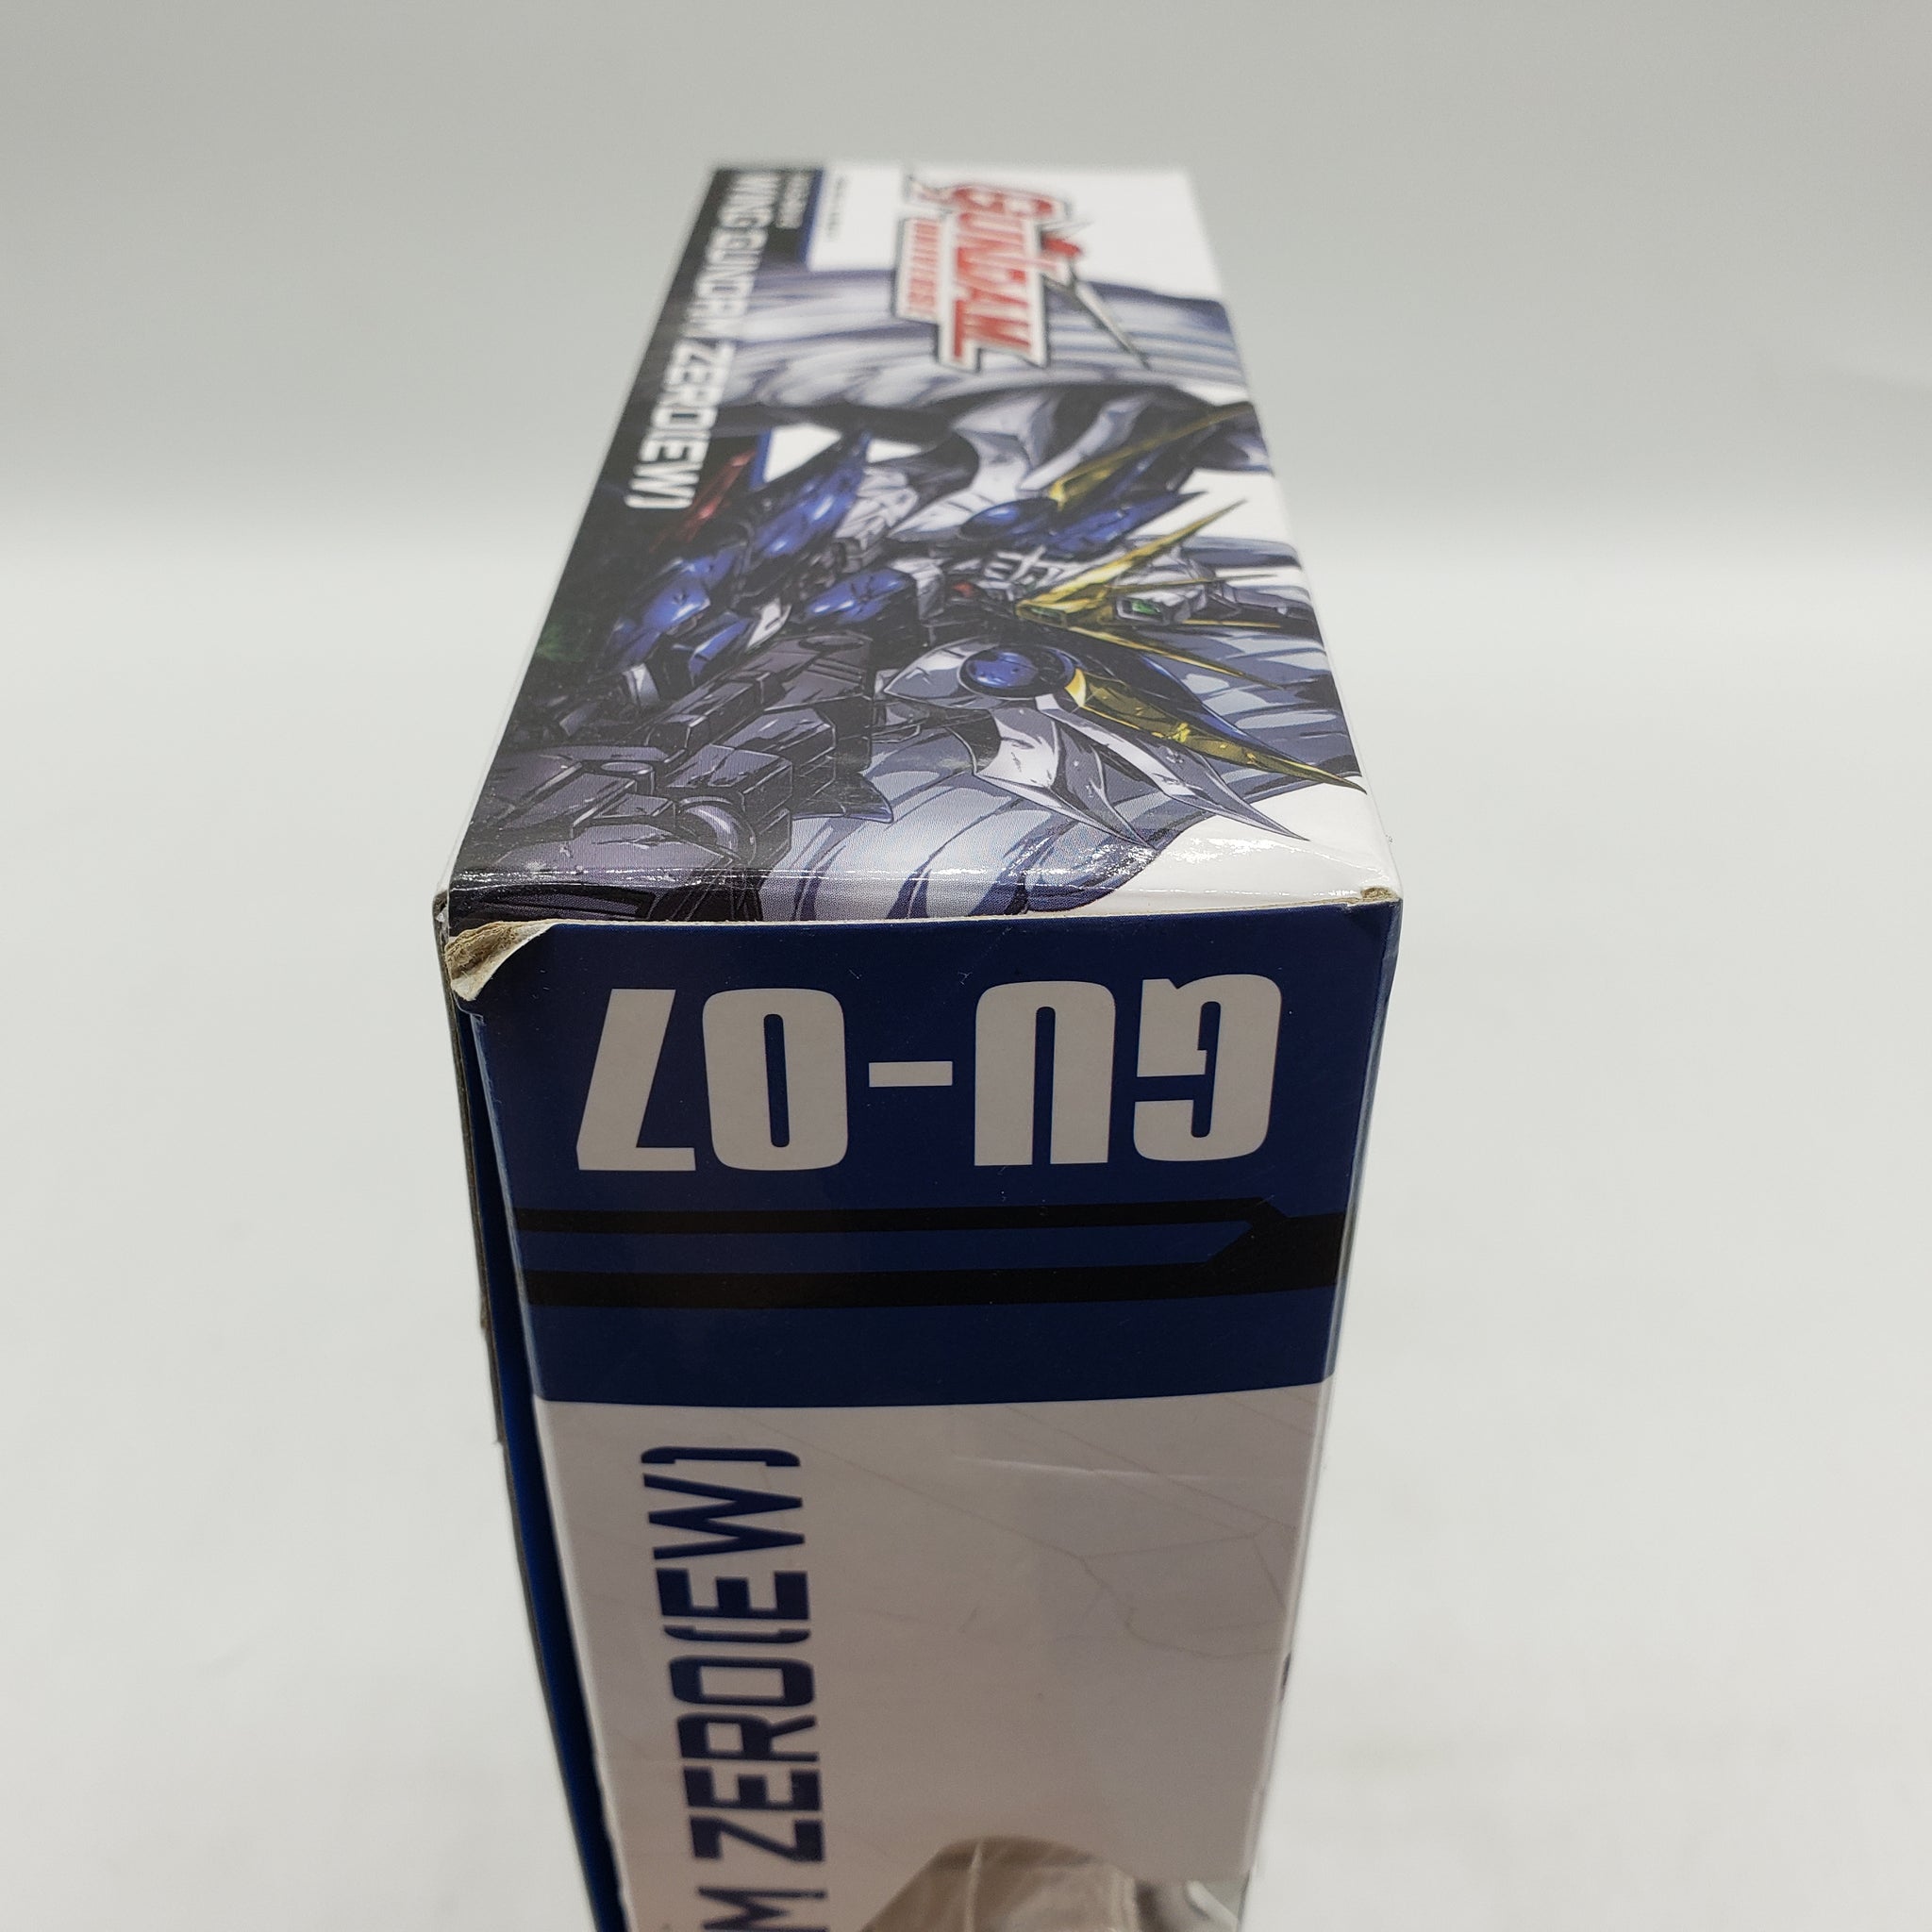 GUNDAM
UNIVERSE
WING GUNDAM ZERO(EW)
GU-07
M ZERO(EW)